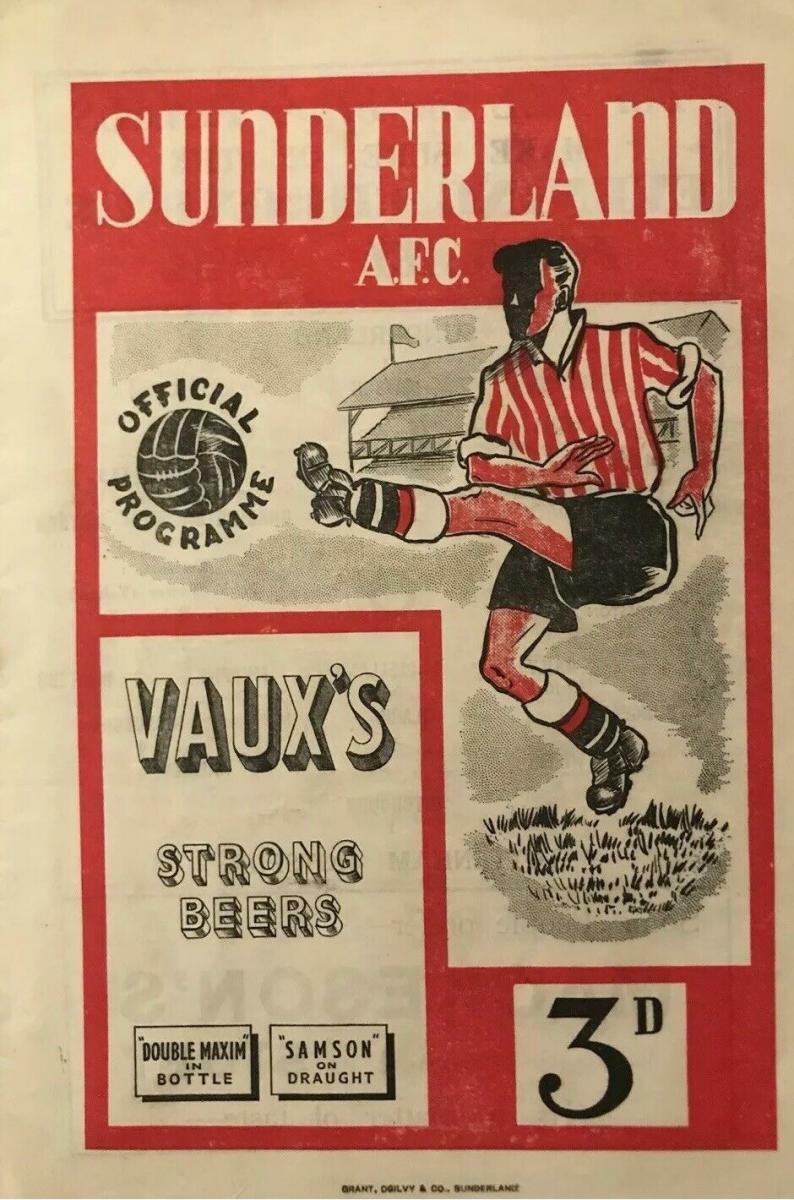 SUNDERLAND
A.F.C.
OFFICIAL
PROGRAMME
VAUX'S
STRONG
BEERS
"DOUBLE MAXIM"
IN
BOTTLE
"SAMSON"
ON
DRAUGHT
3D
GRANT, OGILVY & CO., SUNDERLAND